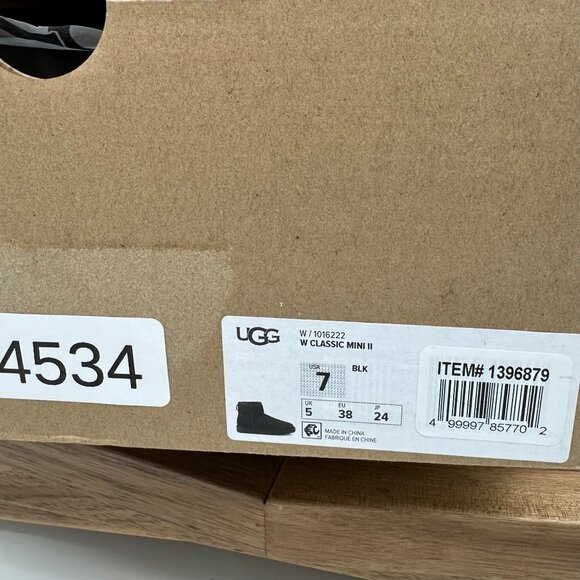 4534
UGG
W / 1016222
W CLASSIC MINI II
USA
7
BLK
UK EU JP
5 38 24
MADE IN CHINA.
FABRIQUÉ EN CHINE.
ITEM# 1396879
4 99997 85770 2